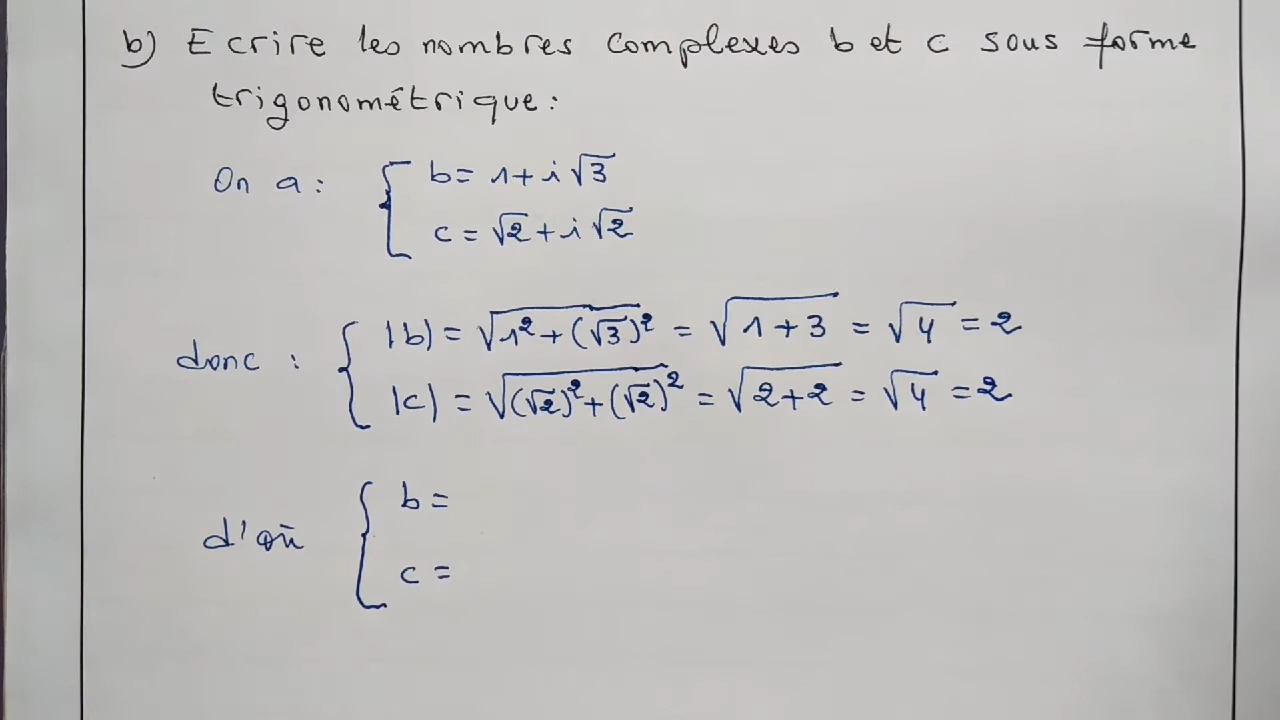 b) Ecrire les nombres complexes b et c sous forme
trigonométrique :
On a : { b = 1 + i√3
c = √2 + i√2
donc : { |b| = √(1² + (√3)²) = √(1+3) = √4 = 2
|c| = √((√2)² + (√2)²) = √(2+2) = √4 = 2
d'où { b =
c =